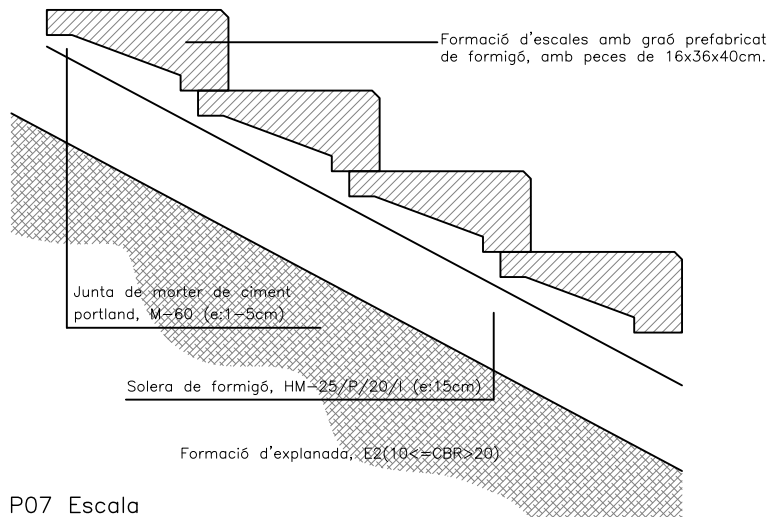 Formació d'escales amb graó prefabricat
de formigó, amb peces de 16x36x40cm.
Junta de morter de ciment
portland, M-60 (e:1-5cm)
Solera de formigó, HM-25/P/20/I (e:15cm)
Formació d'explanada, E2(10<=CBR>20)
P07 Escala